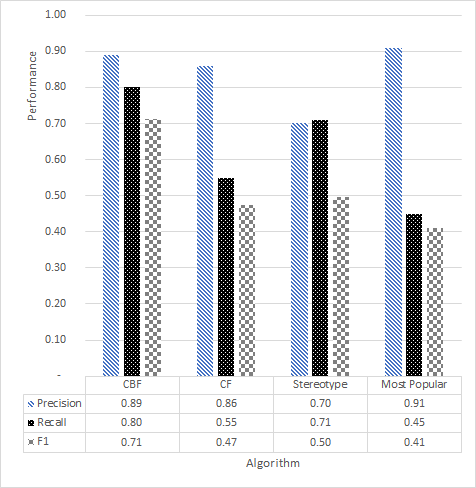 1.00
0.90
0.80
0.70
0.60
0.50
0.40
0.30
0.20
0.10
-
Performance
CBF CF Stereotype Most Popular
Precision 0.89 0.86 0.70 0.91
Recall 0.80 0.55 0.71 0.45
F1 0.71 0.47 0.50 0.41
Algorithm